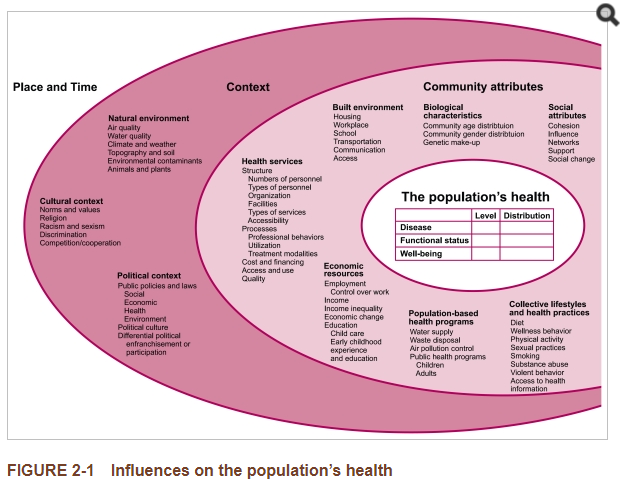 Place and Time
Context
Community attributes
Natural environment
Air quality
Water quality
Climate and weather
Topography and soil
Environmental contaminants
Animals and plants
Cultural context
Norms and values
Religion
Racism and sexism
Discrimination
Competition/cooperation
Political context
Public policies and laws
Social
Economic
Health
Environment
Political culture
Differential political
enfranchisement or
participation
Health services
Structure
Numbers of personnel
Types of personnel
Organization
Facilities
Types of services
Accessibility
Processes
Professional behaviors
Utilization
Treatment modalities
Cost and financing
Access and use
Quality
Built environment
Housing
Workplace
School
Transportation
Communication
Access
Biological
characteristics
Community age distrbtuion
Community gender distrbtuion
Genetic make-up
Social
attributes
Cohesion
Influence
Networks
Support
Social change
The population's health
Level Distribution
Disease
Functional status
Well-being
Economic
resources
Employment
Control over work
Income
Income inequality
Economic change
Education
Child care
Early childhood
experience
and education
Population-based
health programs
Water supply
Waste disposal
Air pollution control
Public health programs
Children
Adults
Collective lifestyles
and health practices
Diet
Wellness behavior
Physical activity
Sexual practices
Smoking
Substance abuse
Violent behavior
Access to health
information
FIGURE 2-1 Influences on the population's health